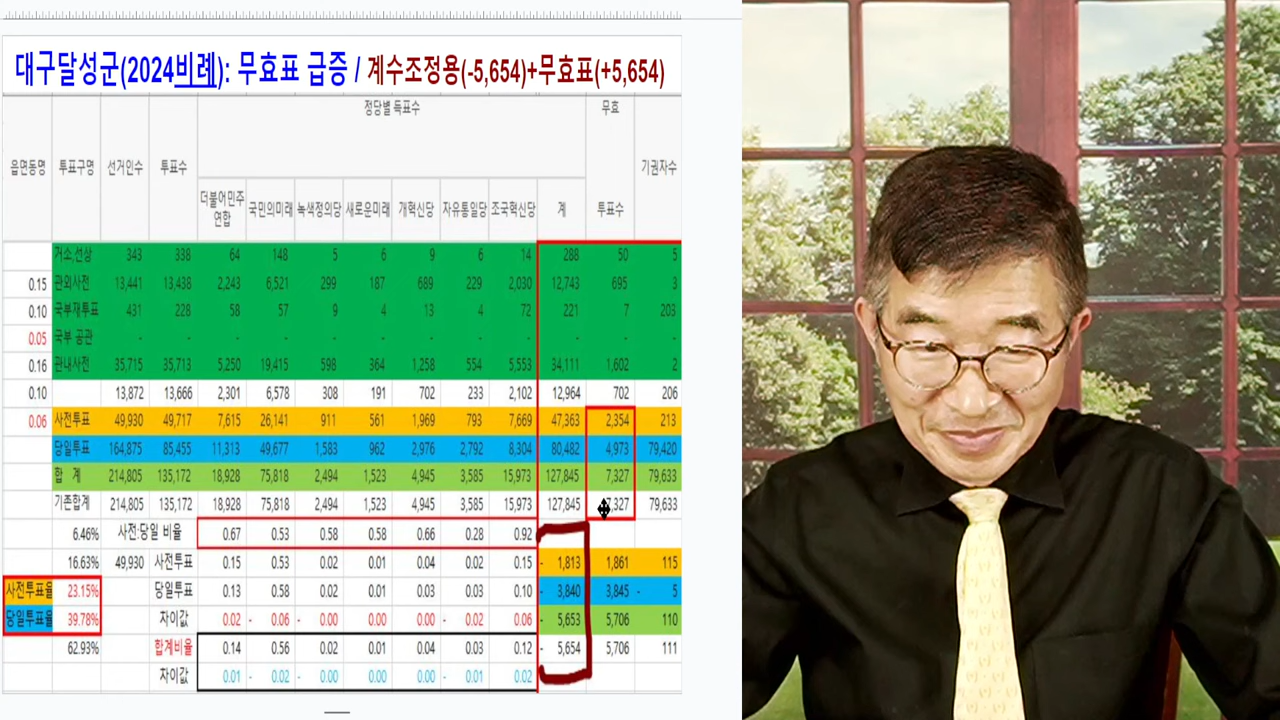 대구달성군(2024비례): 무효표 급증 / 계수조정용(-5,654)+무효표(+5,654)
정당별 득표수 무효
읍면동명 투표구명 선거인수 투표수 기권자수
더불어민주연합 국민의미래 녹색정의당 새로운미래 개혁신당 자유통일당 조국혁신당 계 투표수
거소,선상 343 338 64 148 5 6 9 6 14 288 50 5
0.15 관외사전 13,441 13,438 2,243 6,521 299 187 689 229 2,030 12,743 695 3
0.10 국부재투표 431 228 58 57 9 4 13 4 72 221 7 203
0.05 국부 공관 - - - - - - - - - - -
0.16 관내사전 35,715 35,713 5,250 19,415 598 364 1,258 554 5,553 34,111 1,602 2
0.10 13,872 13,666 2,301 6,578 308 191 702 233 2,102 12,964 702 206
0.06 사전투표 49,930 49,717 7,615 26,141 911 561 1,969 793 7,669 47,363 2,354 213
당일투표 164,875 85,455 11,313 49,677 1,583 962 2,976 2,792 8,304 80,482 4,973 79,420
합 계 214,805 135,172 18,928 75,818 2,494 1,523 4,945 3,585 15,973 127,845 7,327 79,633
기존합계 214,805 135,172 18,928 75,818 2,494 1,523 4,945 3,585 15,973 127,845 ,327 79,633
6.46% 사전:당일 비율 0.67 0.53 0.58 0.58 0.66 0.28 0.92
16.63% 49,930 사전투표 0.15 0.53 0.02 0.01 0.04 0.02 0.15 - 1,813 1,861 115
사전투표율 23.15% 당일투표 0.13 0.58 0.02 0.01 0.03 0.03 0.10 - 3,840 3,845 - 5
당일투표율 39.78% 차이값 0.02 - 0.06 0.00 0.00 0.00 - 0.02 0.06 - 5,653 5,706 110
62.93% 합계비율 0.14 0.56 0.02 0.01 0.04 0.03 0.12 - 5,654 5,706 111
차이값 0.01 - 0.02 0.00 0.00 0.00 - 0.01 0.02